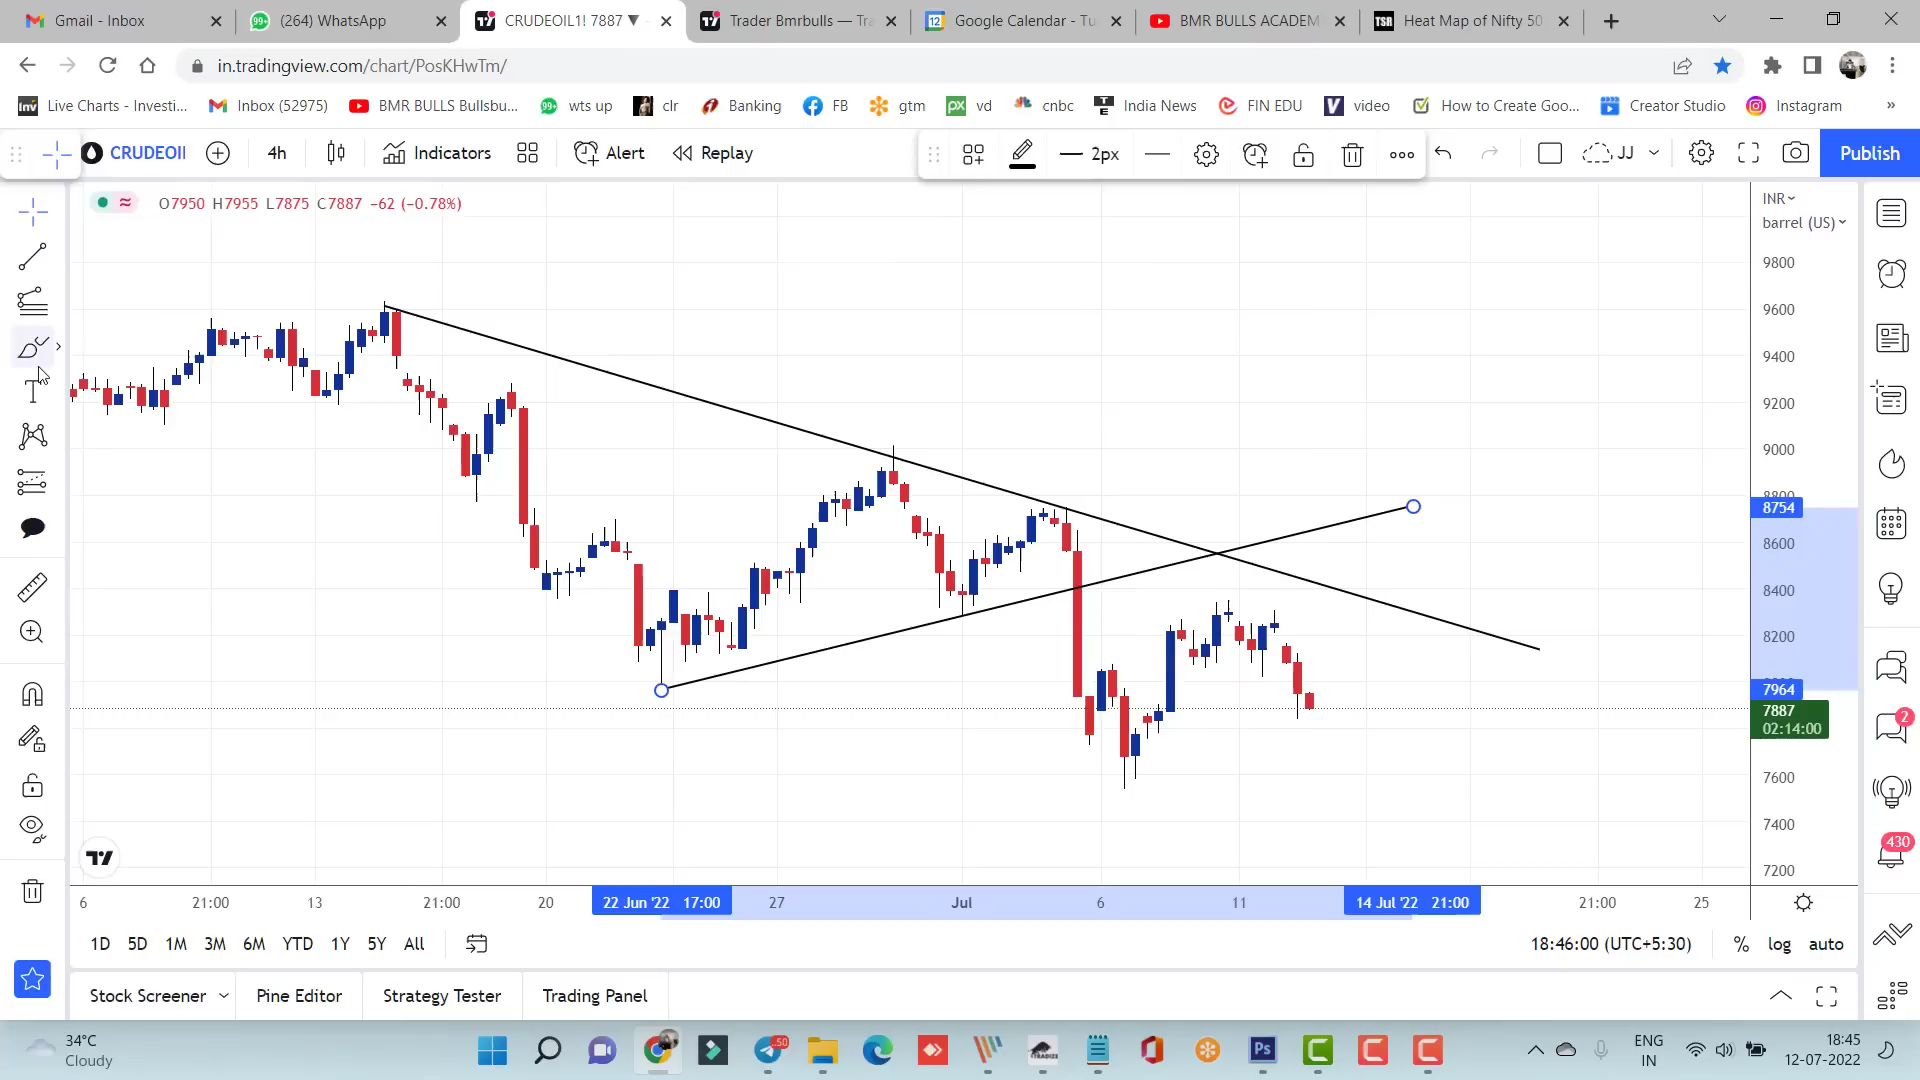 Gmail - Inbox
(264) WhatsApp
CRUDEOIL1! 7887 ▼
Trader Bmrbulls — Tra
Google Calendar - Tu
BMR BULLS ACADEM
Heat Map of Nifty 50
in.tradingview.com/chart/PosKHwTm/
Live Charts - Investi...
Inbox (52975)
BMR BULLS Bullsbu...
wts up
clr
Banking
FB
gtm
vd
cnbc
India News
FIN EDU
video
How to Create Goo...
Creator Studio
Instagram
CRUDEOI
4h
Indicators
Alert
Replay
2px
JJ
Publish
O7950 H7955 L7875 C7887 −62 (−0.78%)
INR
barrel (US)
9800
9600
9400
9200
9000
8800
8754
8600
8400
8200
7964
7887
02:14:00
7600
7400
7200
2
430
6
21:00
13
21:00
20
22 Jun '22 17:00
27
Jul
6
11
14 Jul '22 21:00
21:00
25
1D 5D 1M 3M 6M YTD 1Y 5Y All
18:46:00 (UTC+5:30)
% log auto
Stock Screener
Pine Editor
Strategy Tester
Trading Panel
34°C
Cloudy
50
Ps
ENG
IN
18:45
12-07-2022